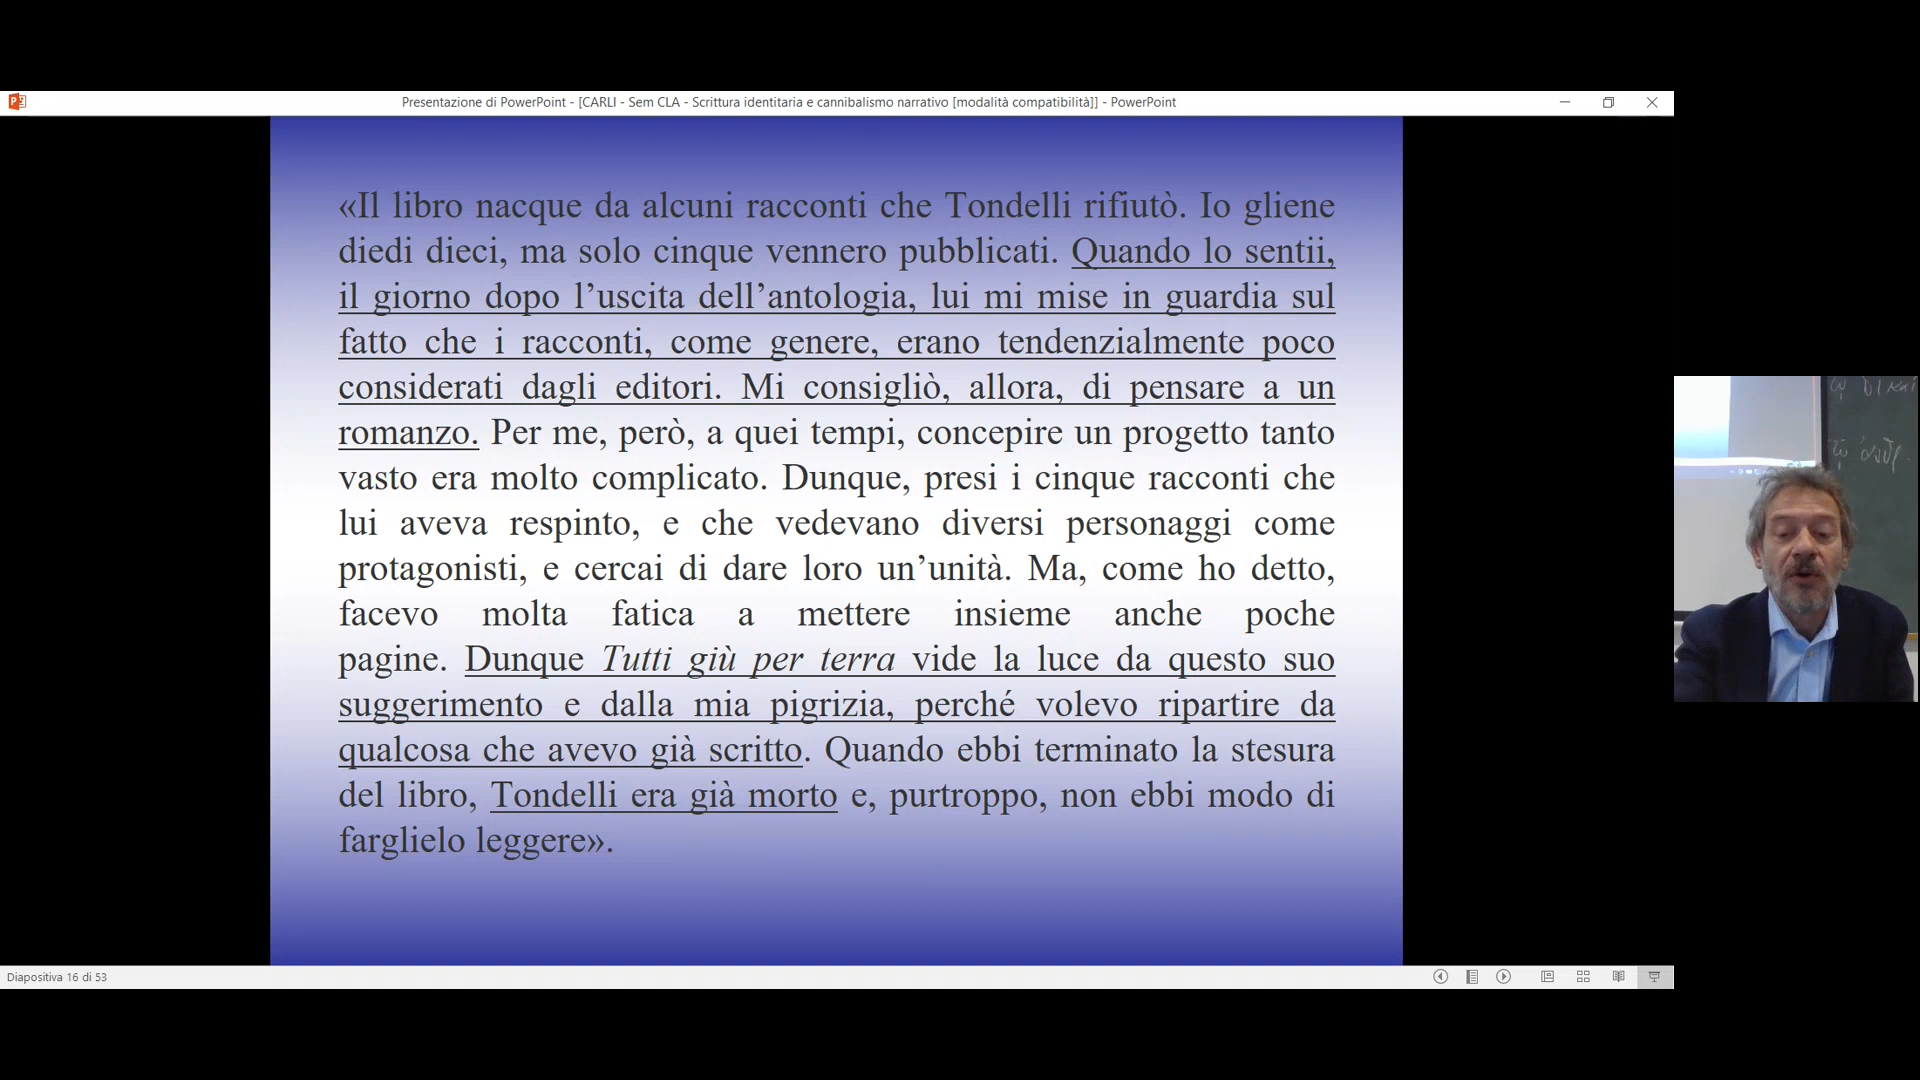 Presentazione di PowerPoint - [CARLI - Sem CLA - Scrittura identitaria e cannibalismo narrativo [modalità compatibilità]] - PowerPoint
«Il libro nacque da alcuni racconti che Tondelli rifiutò. Io gliene
diedi dieci, ma solo cinque vennero pubblicati. Quando lo sentii,
il giorno dopo l’uscita dell’antologia, lui mi mise in guardia sul
fatto che i racconti, come genere, erano tendenzialmente poco
considerati dagli editori. Mi consigliò, allora, di pensare a un
romanzo. Per me, però, a quei tempi, concepire un progetto tanto
vasto era molto complicato. Dunque, presi i cinque racconti che
lui aveva respinto, e che vedevano diversi personaggi come
protagonisti, e cercai di dare loro un’unità. Ma, come ho detto,
facevo molta fatica a mettere insieme anche poche
pagine. Dunque Tutti giù per terra vide la luce da questo suo
suggerimento e dalla mia pigrizia, perché volevo ripartire da
qualcosa che avevo già scritto. Quando ebbi terminato la stesura
del libro, Tondelli era già morto e, purtroppo, non ebbi modo di
farglielo leggere».
Diapositiva 16 di 53